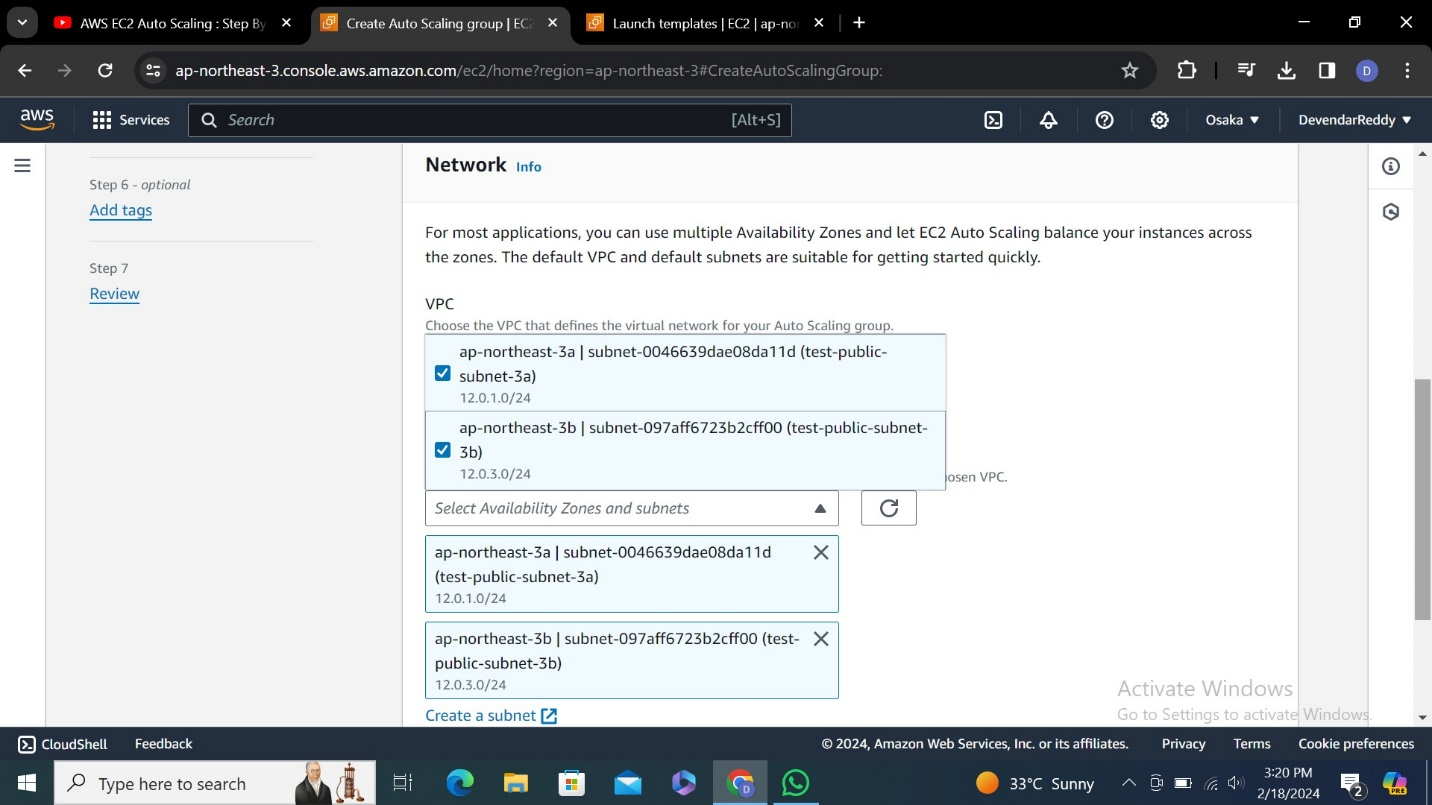 AWS EC2 Auto Scaling : Step By
Create Auto Scaling group | EC2
Launch templates | EC2 | ap-no
ap-northeast-3.console.aws.amazon.com/ec2/home?region=ap-northeast-3#CreateAutoScalingGroup:
D
aws
Services
Search
[Alt+S]
Osaka
DevendarReddy
Step 6 - optional
Add tags
Step 7
Review
Network Info
For most applications, you can use multiple Availability Zones and let EC2 Auto Scaling balance your instances across
the zones. The default VPC and default subnets are suitable for getting started quickly.
VPC
Choose the VPC that defines the virtual network for your Auto Scaling group.
ap-northeast-3a | subnet-0046639dae08da11d (test-public-
subnet-3a)
12.0.1.0/24
ap-northeast-3b | subnet-097aff6723b2cff00 (test-public-subnet-
3b)
12.0.3.0/24
osen VPC.
Select Availability Zones and subnets
ap-northeast-3a | subnet-0046639dae08da11d
(test-public-subnet-3a)
12.0.1.0/24
ap-northeast-3b | subnet-097aff6723b2cff00 (test-
public-subnet-3b)
12.0.3.0/24
Create a subnet
Activate Windows
Go to Settings to activate Windows.
CloudShell
Feedback
© 2024, Amazon Web Services, Inc. or its affiliates.
Privacy
Terms
Cookie preferences
Type here to search
D
33°C Sunny
3:20 PM
2/18/2024
2
PRE